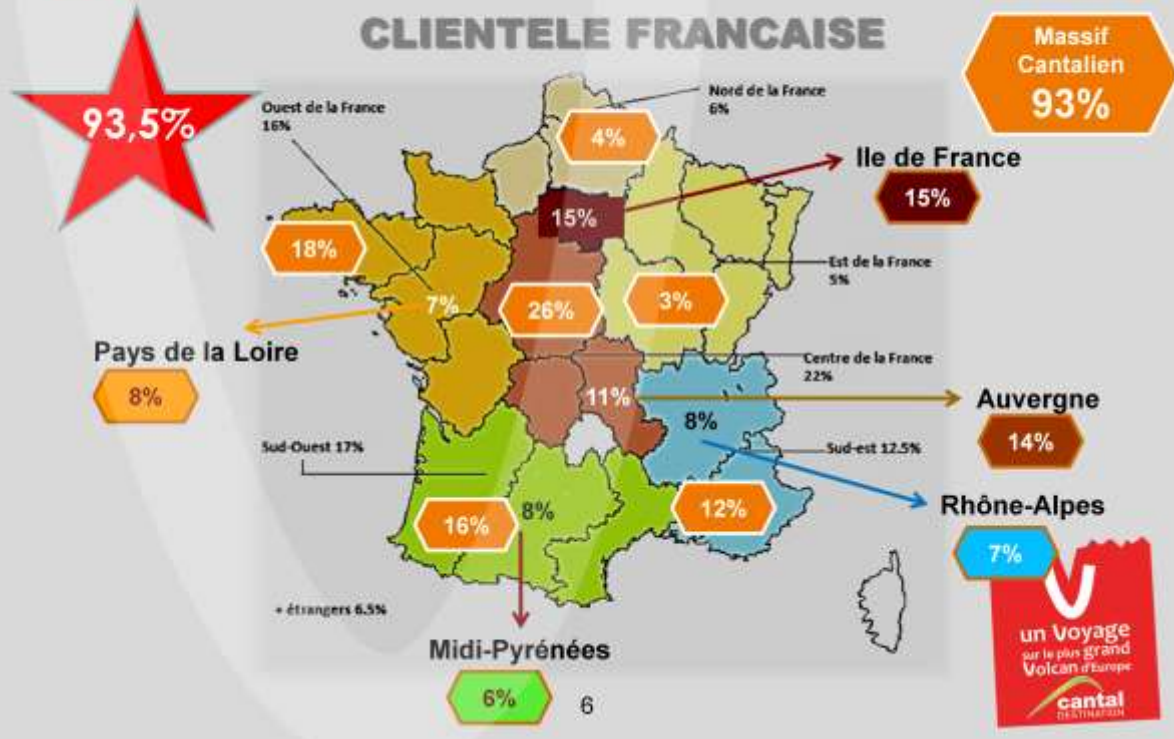 CLIENTELE FRANCAISE
93,5%
Massif
Cantalien
93%
Ouest de la France
16%
Nord de la France
6%
4%
Ile de France
15%
15%
18%
Est de la France
5%
7%
26%
3%
Pays de la Loire
8%
Centre de la France
22%
11%
Auvergne
14%
8%
Sud-Ouest 17%
Sud-est 12.5%
16%
8%
12%
Rhône-Alpes
7%
+ étrangers 6.5%
Midi-Pyrénées
6%
6
un Voyage
sur le plus grand
Volcan d'Europe
cantal
DESTINATION